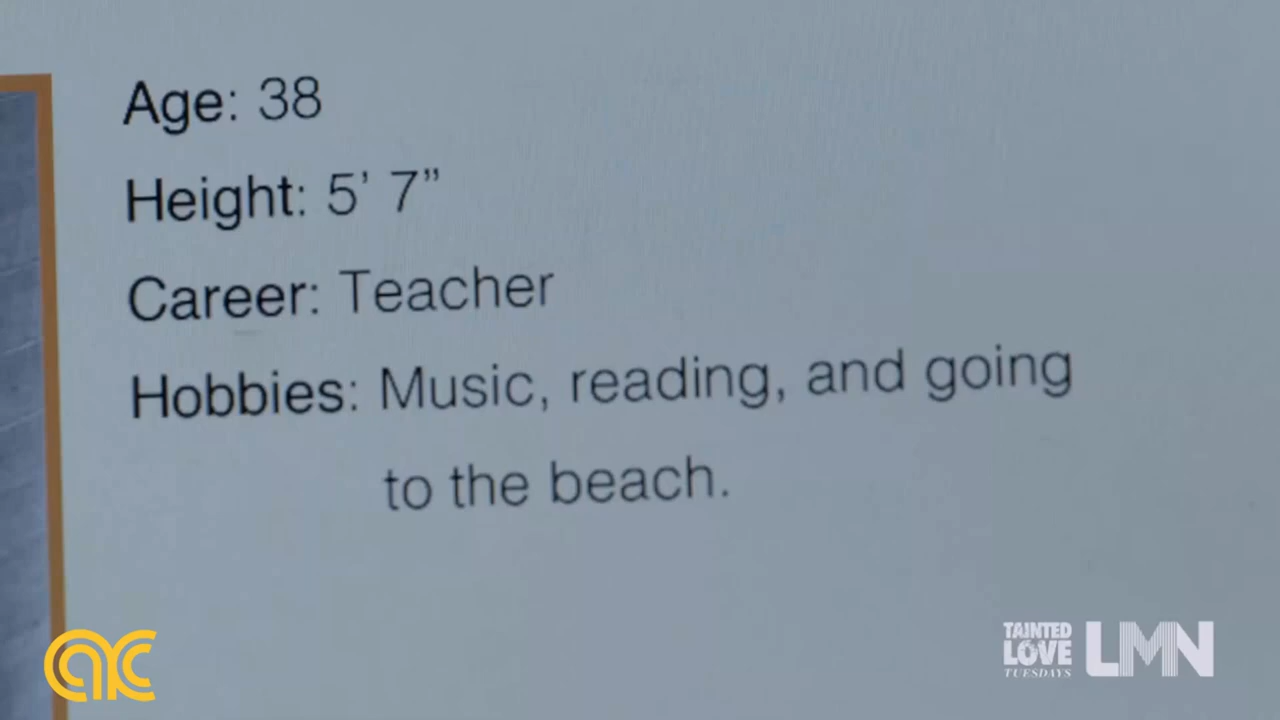 Age: 38
Height: 5' 7”
Career: Teacher
Hobbies: Music, reading, and going
to the beach.
ac
TAINTED
LOVE
TUESDAYS
LMN